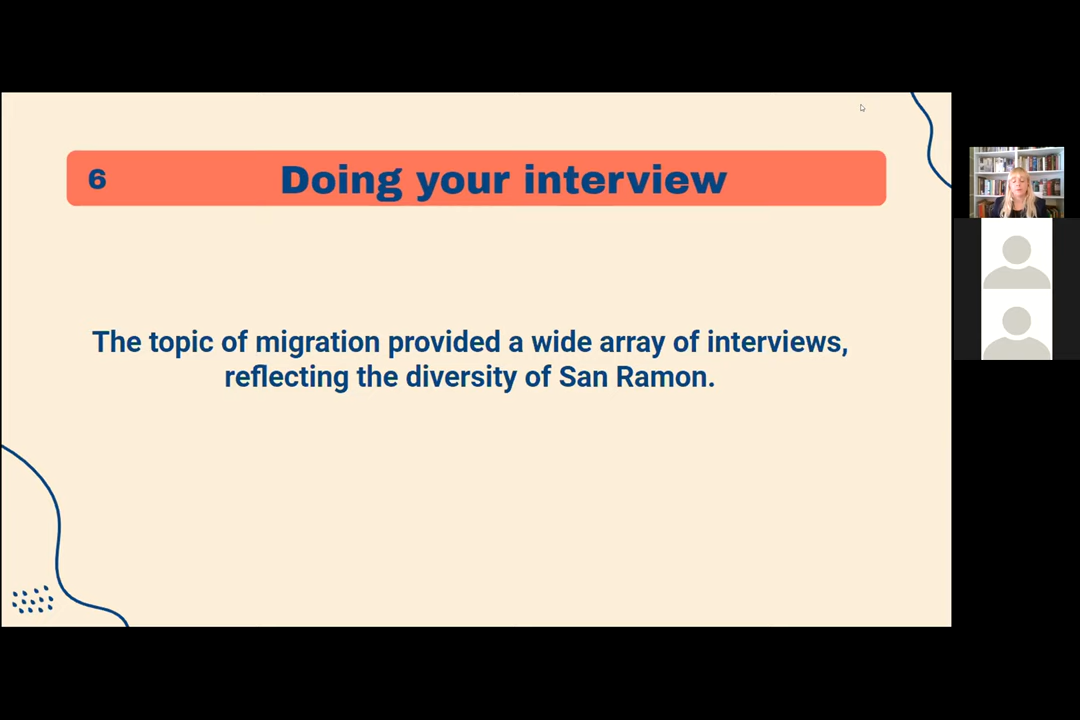 6 Doing your interview
The topic of migration provided a wide array of interviews,
reflecting the diversity of San Ramon.